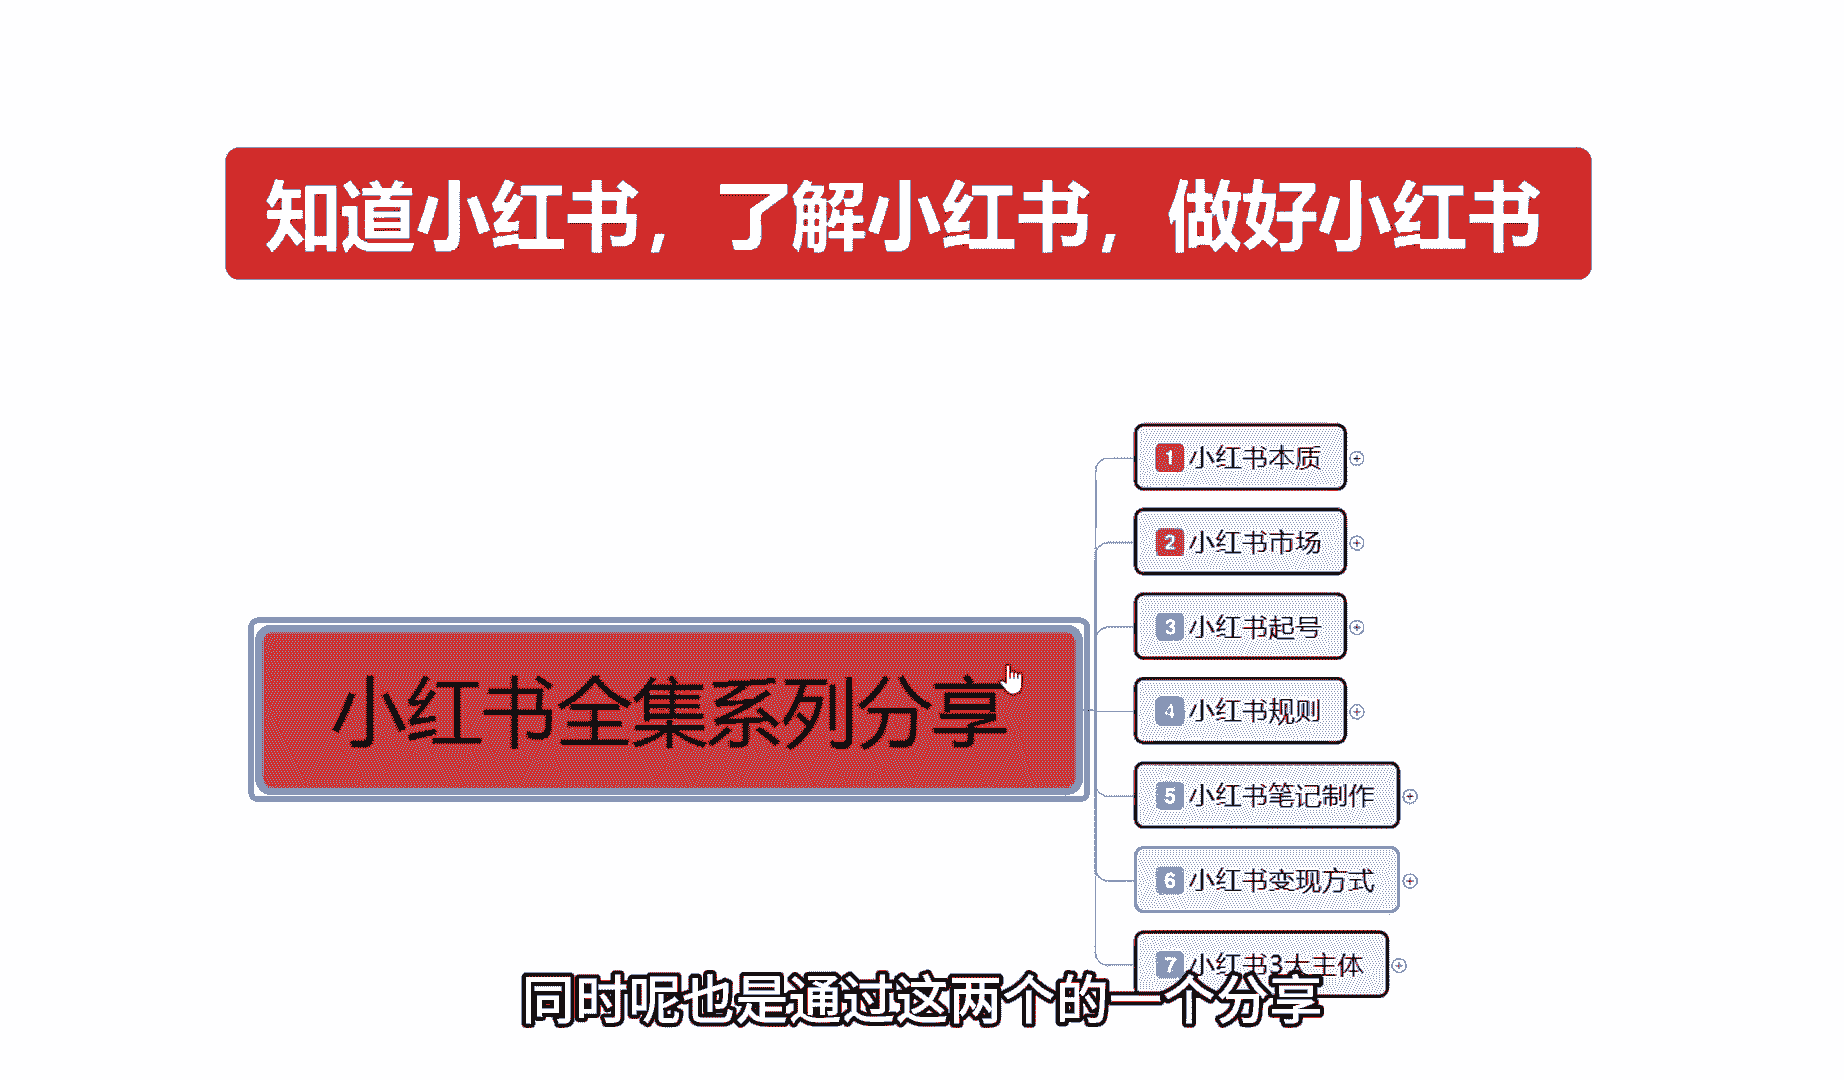 知道小红书，了解小红书，做好小红书
小红书全集系列分享
1 小红书本质
2 小红书市场
3 小红书起号
4 小红书规则
5 小红书笔记制作
6 小红书变现方式
7 小红书3大主体
同时呢也是通过这两个的一个分享